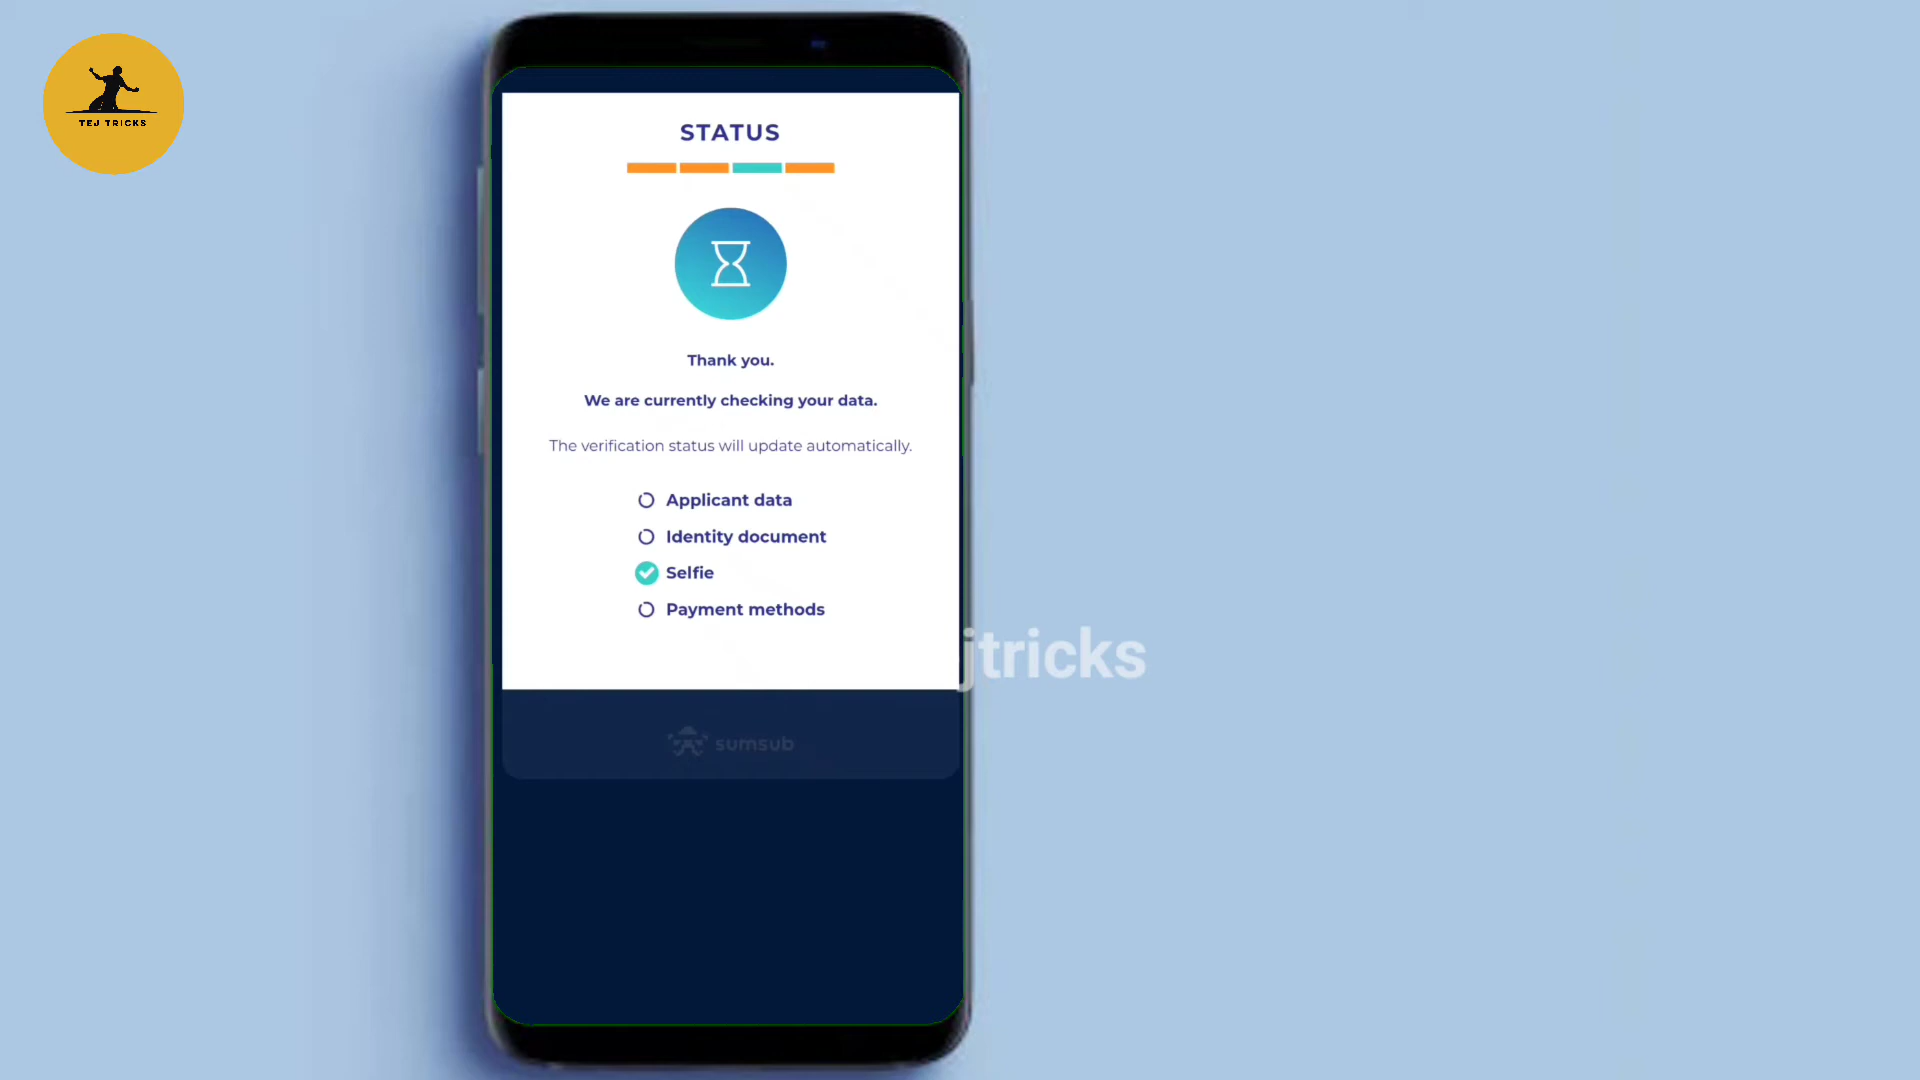 TEJ TRICKS
STATUS
Thank you.
We are currently checking your data.
The verification status will update automatically.
Applicant data
Identity document
Selfie
Payment methods
jtricks
sumsub